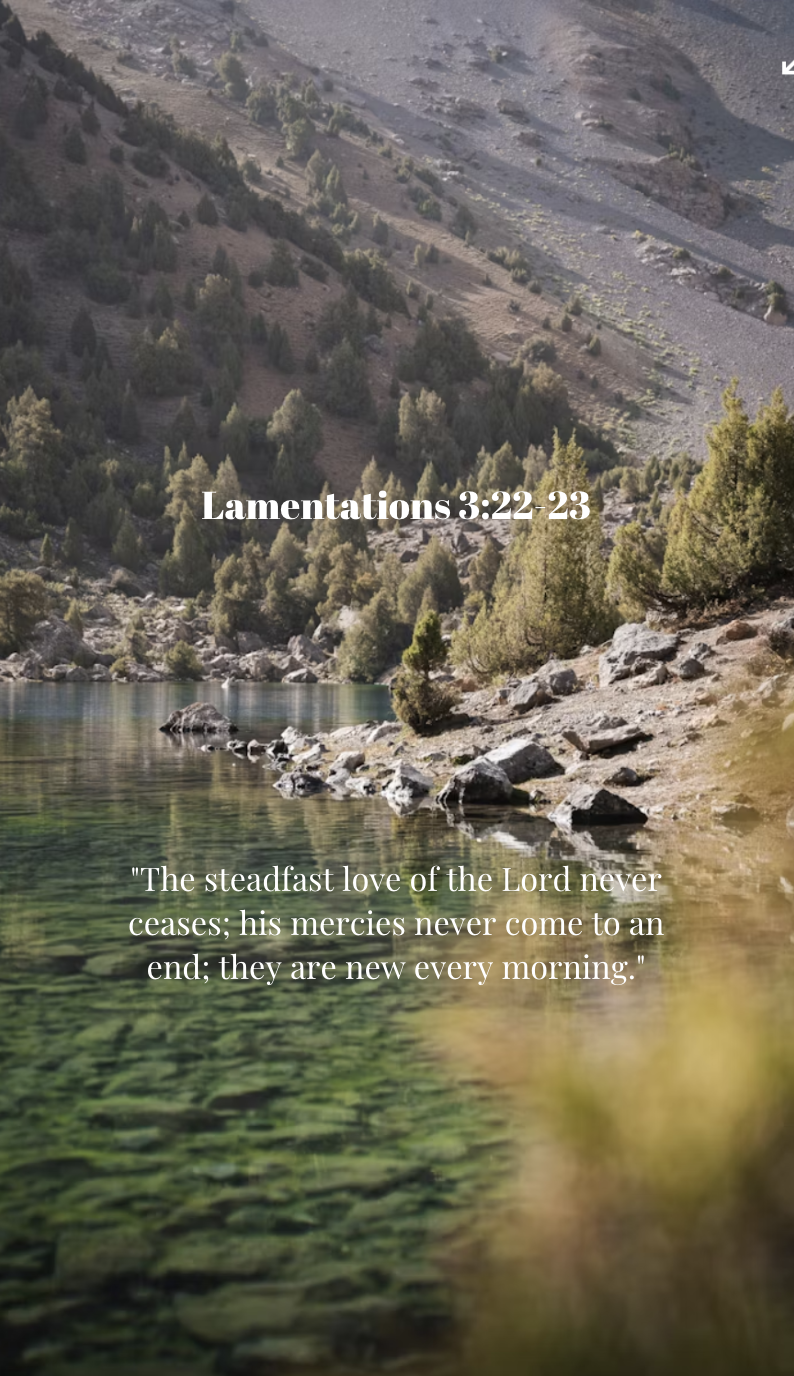 Lamentations 3:22-23
"The steadfast love of the Lord never
ceases; his mercies never come to an
end; they are new every morning."